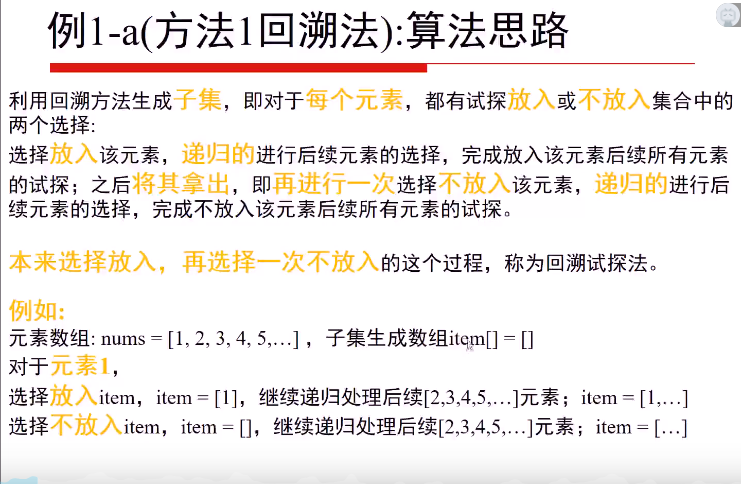 例1-a(方法1回溯法):算法思路
利用回溯方法生成子集，即对于每个元素，都有试探放入或不放入集合中的
两个选择:
选择放入该元素，递归的进行后续元素的选择，完成放入该元素后续所有元素
的试探；之后将其拿出，即再进行一次选择不放入该元素，递归的进行后
续元素的选择，完成不放入该元素后续所有元素的试探。
本来选择放入，再选择一次不放入的这个过程，称为回溯试探法。
例如:
元素数组: nums = [1, 2, 3, 4, 5,…] ，子集生成数组item[] = []
对于元素1，
选择放入item，item = [1]，继续递归处理后续[2,3,4,5,…]元素；item = [1,…]
选择不放入item，item = []，继续递归处理后续[2,3,4,5,…]元素；item = […]